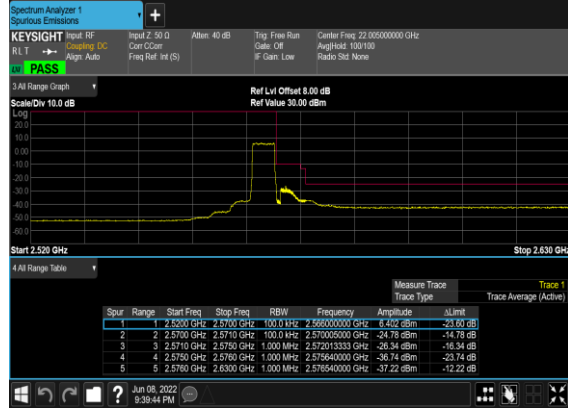 Spectrum Analyzer 1
Spurious Emissions
KEYSIGHT Input: RF Input Z: 50 Ω Atten: 40 dB Trig: Free Run Center Freq: 22.005000000 GHz
RLT Coupling: DC Corr CCorr Gate: Off Avg|Hold: 100/100
Align: Auto Freq Ref: Int (S) IF Gain: Low Radio Std: None
PASS
3 All Range Graph
Ref Lvl Offset 8.00 dB
Scale/Div 10.0 dB Ref Value 30.00 dBm
Log
20.0
10.0
0.00
-10.0
-20.0
-30.0
-40.0
-50.0
-60.0
Start 2.520 GHz Stop 2.630 GHz
4 All Range Table
Measure Trace Trace 1
Trace Type Trace Average (Active)
Spur Range Start Freq Stop Freq RBW Frequency Amplitude ΔLimit
1 1 2.5200 GHz 2.5700 GHz 100.0 kHz 2.566000000 GHz 6.402 dBm -23.60 dB
2 2 2.5700 GHz 2.5710 GHz 100.0 kHz 2.570005000 GHz -24.78 dBm -14.78 dB
3 3 2.5710 GHz 2.5750 GHz 1.000 MHz 2.572013333 GHz -26.34 dBm -16.34 dB
4 4 2.5750 GHz 2.5760 GHz 1.000 MHz 2.575640000 GHz -36.74 dBm -23.74 dB
5 5 2.5760 GHz 2.6300 GHz 1.000 MHz 2.576540000 GHz -37.22 dBm -12.22 dB
Jun 08, 2022
9:39:44 PM